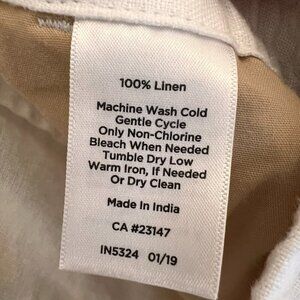 100% Linen
Machine Wash Cold
Gentle Cycle
Only Non-Chlorine
Bleach When Needed
Tumble Dry Low
Warm Iron, If Needed
Or Dry Clean
Made In India
CA #23147
IN5324 01/19